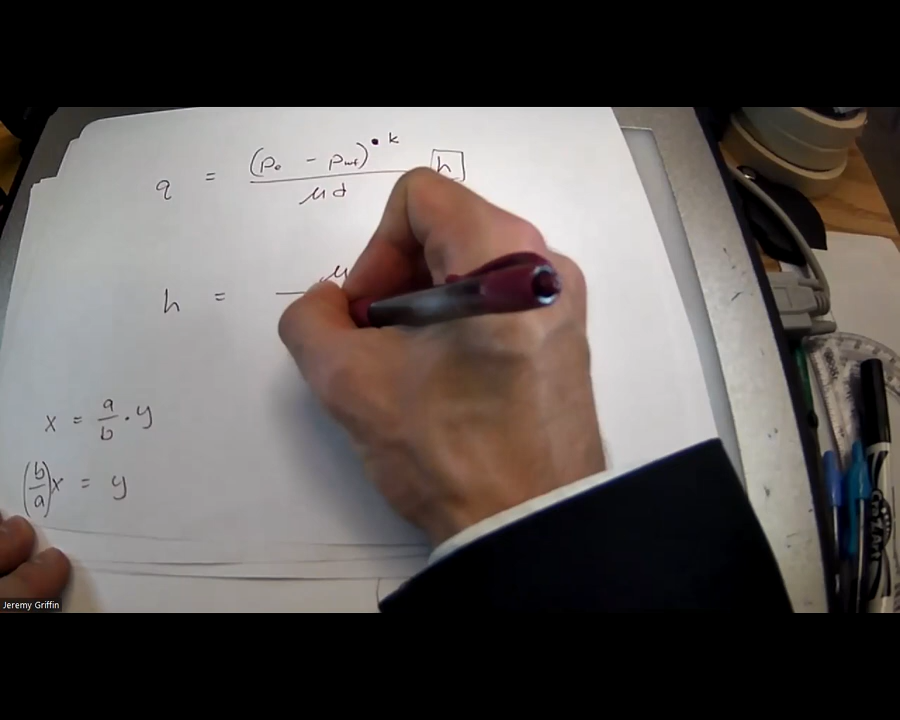 q = (p₀ - p_wf)•k / μd h
h = μ
x = a/b · y
(b/a)x = y
Jeremy Griffin